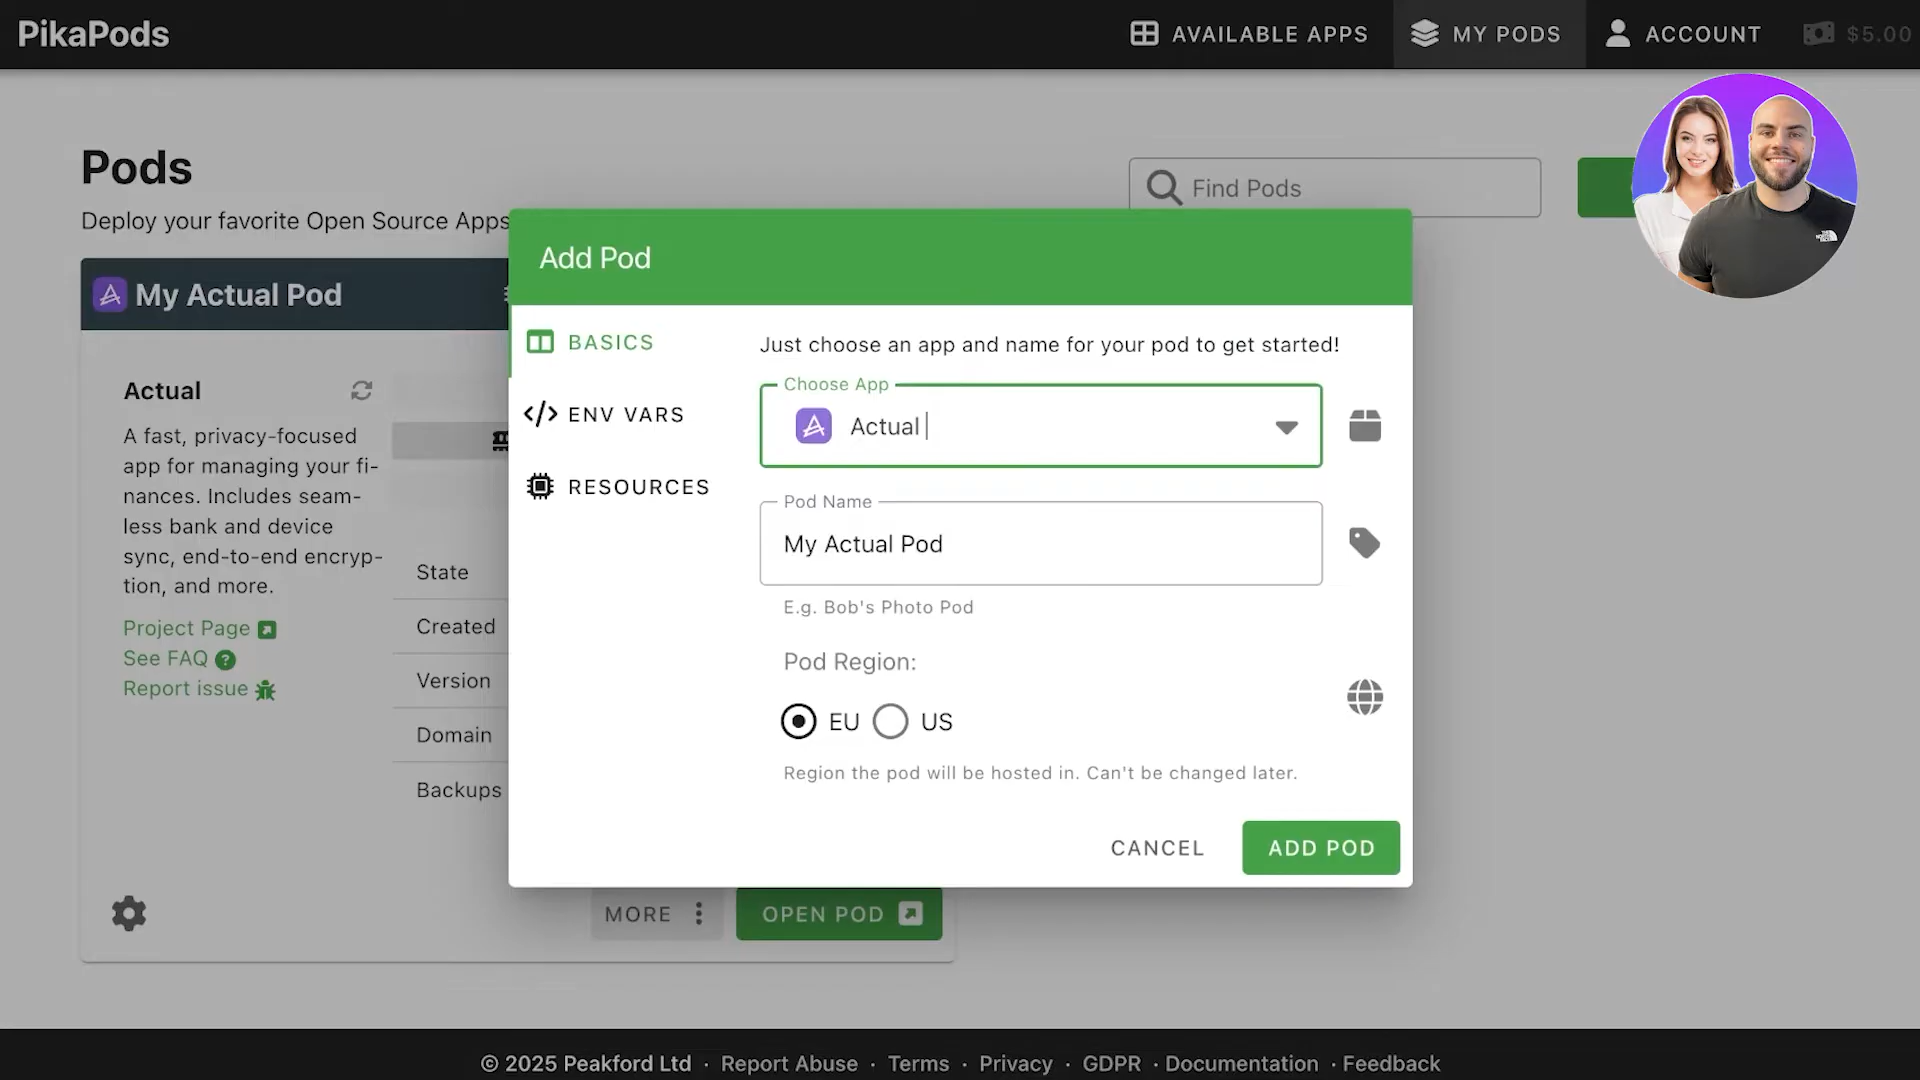 PikaPods
AVAILABLE APPS
MY PODS
ACCOUNT
$5.00
Pods
Deploy your favorite Open Source Apps
Find Pods
My Actual Pod
Actual
A fast, privacy-focused
app for managing your fi-
nances. Includes seam-
less bank and device
sync, end-to-end encryp-
tion, and more.
Project Page
See FAQ
Report issue
State
Created
Version
Domain
Backups
MORE
OPEN POD
Add Pod
BASICS
ENV VARS
RESOURCES
Just choose an app and name for your pod to get started!
Choose App
Actual
Pod Name
My Actual Pod
E.g. Bob's Photo Pod
Pod Region:
EU
US
Region the pod will be hosted in. Can't be changed later.
CANCEL
ADD POD
© 2025 Peakford Ltd · Report Abuse · Terms · Privacy · GDPR · Documentation · Feedback